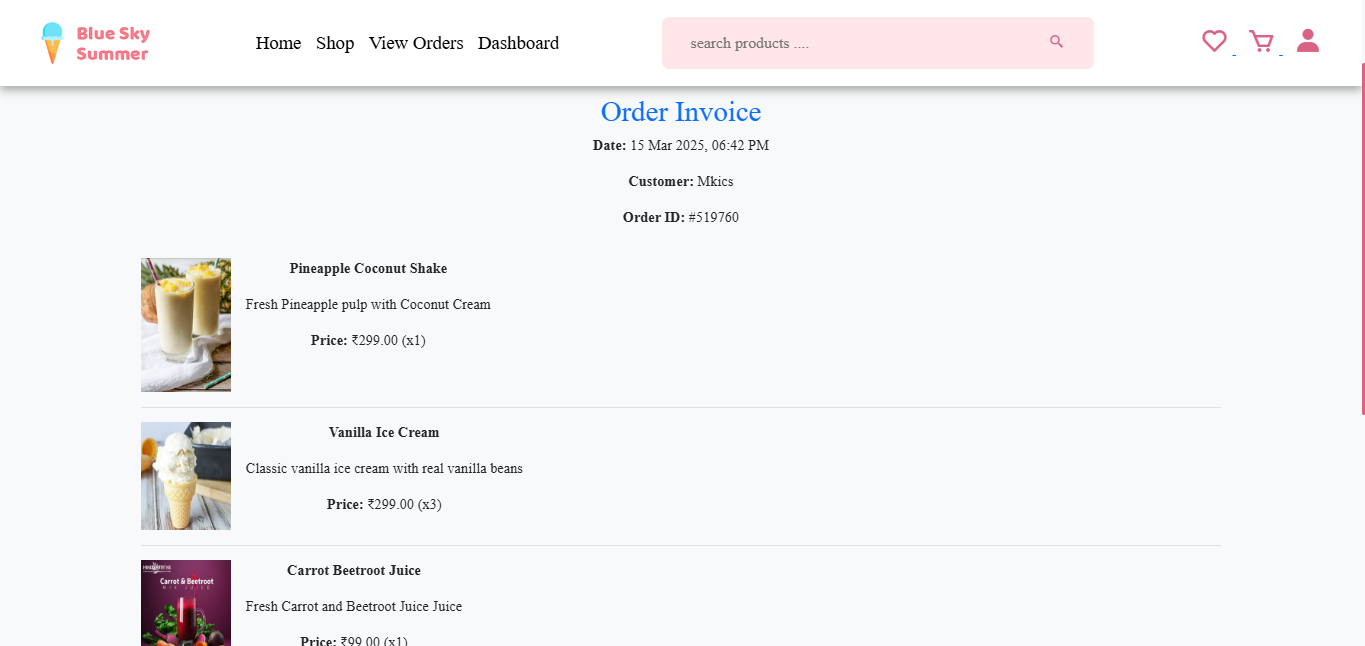 Blue Sky
Summer
Home Shop View Orders Dashboard
search products ....
Order Invoice
Date: 15 Mar 2025, 06:42 PM
Customer: Mkics
Order ID: #519760
Pineapple Coconut Shake
Fresh Pineapple pulp with Coconut Cream
Price: ₹299.00 (x1)
Vanilla Ice Cream
Classic vanilla ice cream with real vanilla beans
Price: ₹299.00 (x3)
Carrot & Beetroot
Carrot Beetroot Juice
Fresh Carrot and Beetroot Juice Juice
Price: ₹99.00 (x1)